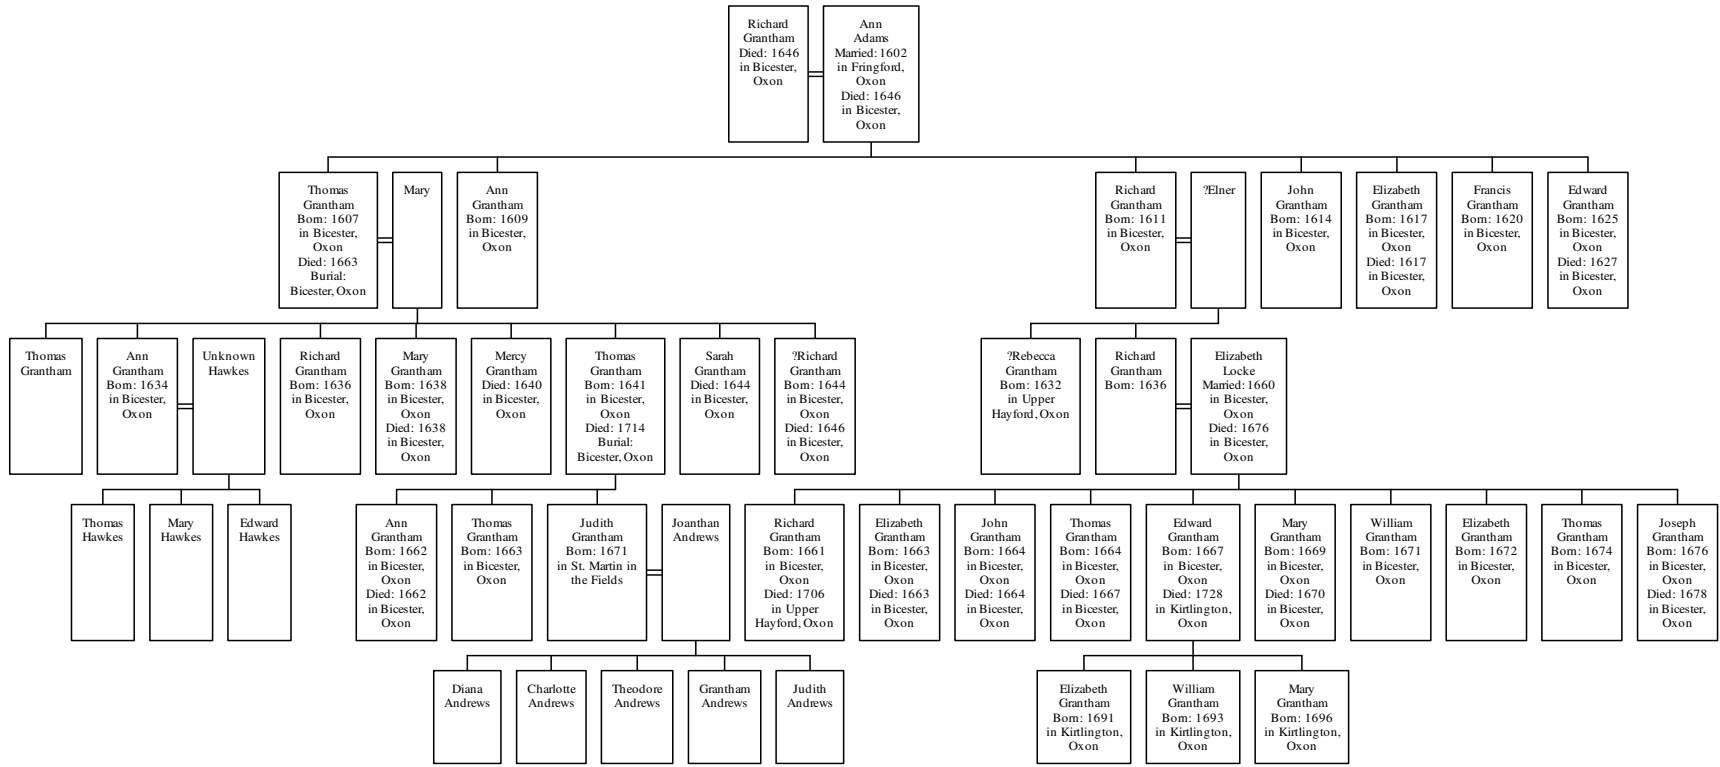 Richard
Grantham
Died: 1646
in Bicester,
Oxon
Ann
Adams
Married: 1602
in Fringford,
Oxon
Died: 1646
in Bicester,
Oxon
Thomas
Grantham
Born: 1607
in Bicester,
Oxon
Died: 1663
Burial:
Bicester, Oxon
Mary
Ann
Grantham
Born: 1609
in Bicester,
Oxon
Richard
Grantham
Born: 1611
in Bicester,
Oxon
?Elner
John
Grantham
Born: 1614
in Bicester,
Oxon
Elizabeth
Grantham
Born: 1617
in Bicester,
Oxon
Died: 1617
in Bicester,
Oxon
Francis
Grantham
Born: 1620
in Bicester,
Oxon
Edward
Grantham
Born: 1625
in Bicester,
Oxon
Died: 1627
in Bicester,
Oxon
Thomas
Grantham
Ann
Grantham
Born: 1634
in Bicester,
Oxon
Unknown
Hawkes
Richard
Grantham
Born: 1636
in Bicester,
Oxon
Mary
Grantham
Born: 1638
in Bicester,
Oxon
Died: 1638
in Bicester,
Oxon
Mercy
Grantham
Died: 1640
in Bicester,
Oxon
Thomas
Grantham
Born: 1641
in Bicester,
Oxon
Died: 1714
Burial:
Bicester, Oxon
Sarah
Grantham
Died: 1644
in Bicester,
Oxon
?Richard
Grantham
Born: 1644
in Bicester,
Oxon
Died: 1646
in Bicester,
Oxon
?Rebecca
Grantham
Born: 1632
in Upper
Hayford, Oxon
Richard
Grantham
Born: 1636
Elizabeth
Locke
Married: 1660
in Bicester,
Oxon
Died: 1676
in Bicester,
Oxon
Thomas
Hawkes
Mary
Hawkes
Edward
Hawkes
Ann
Grantham
Born: 1662
in Bicester,
Oxon
Died: 1662
in Bicester,
Oxon
Thomas
Grantham
Born: 1663
in Bicester,
Oxon
Judith
Grantham
Born: 1671
in St. Martin in
the Fields
Joanthan
Andrews
Richard
Grantham
Born: 1661
in Bicester,
Oxon
Died: 1706
in Upper
Hayford, Oxon
Elizabeth
Grantham
Born: 1663
in Bicester,
Oxon
Died: 1663
in Bicester,
Oxon
John
Grantham
Born: 1664
in Bicester,
Oxon
Died: 1664
in Bicester,
Oxon
Thomas
Grantham
Born: 1664
in Bicester,
Oxon
Died: 1667
in Bicester,
Oxon
Edward
Grantham
Born: 1667
in Bicester,
Oxon
Died: 1728
in Kirtlington,
Oxon
Mary
Grantham
Born: 1669
in Bicester,
Oxon
Died: 1670
in Bicester,
Oxon
William
Grantham
Born: 1671
in Bicester,
Oxon
Elizabeth
Grantham
Born: 1672
in Bicester,
Oxon
Thomas
Grantham
Born: 1674
in Bicester,
Oxon
Joseph
Grantham
Born: 1676
in Bicester,
Oxon
Died: 1678
in Bicester,
Oxon
Diana
Andrews
Charlotte
Andrews
Theodore
Andrews
Grantham
Andrews
Judith
Andrews
Elizabeth
Grantham
Born: 1691
in Kirtlington,
Oxon
William
Grantham
Born: 1693
in Kirtlington,
Oxon
Mary
Grantham
Born: 1696
in Kirtlington,
Oxon